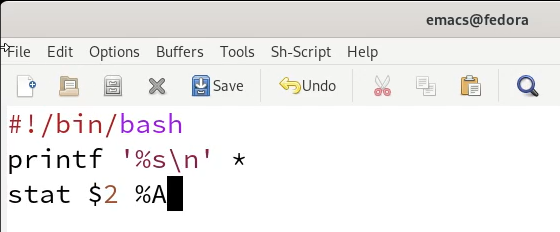 emacs@fedora
File Edit Options Buffers Tools Sh-Script Help
Save Undo
#!/bin/bash
printf '%s\n' *
stat $2 %A